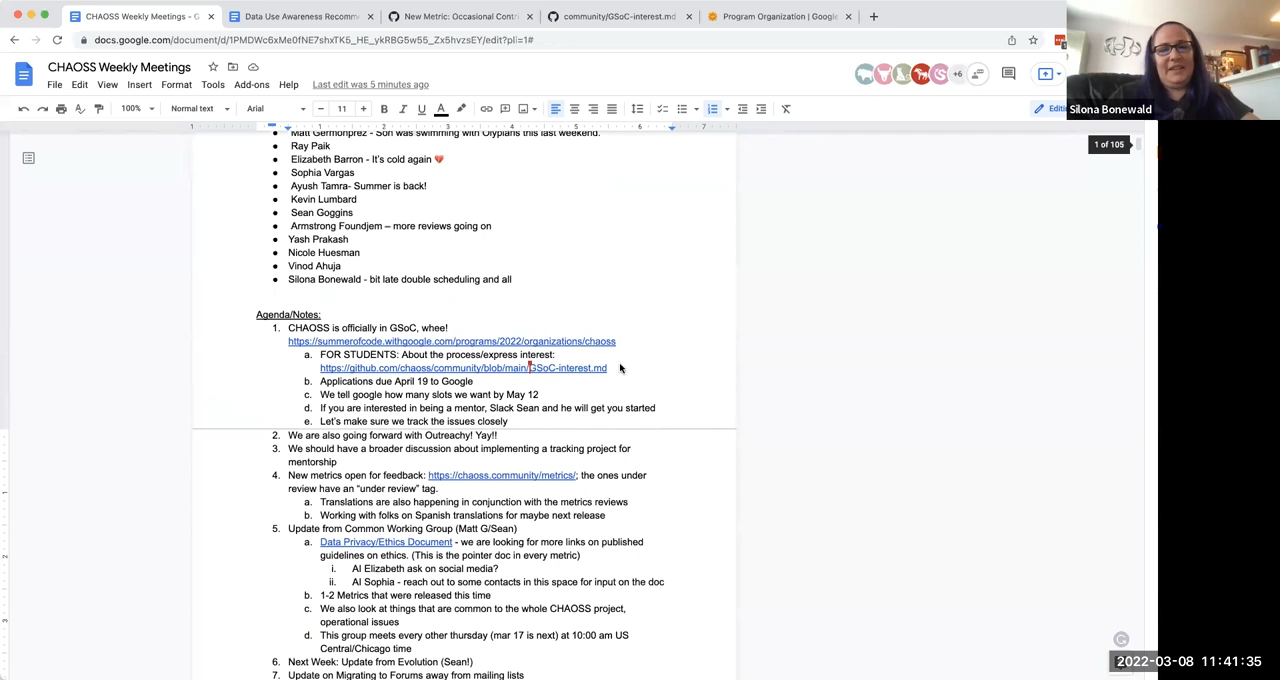 CHAOSS Weekly Meetings - G
Data Use Awareness Recomm
New Metric: Occasional Contri
community/GSoC-interest.md
Program Organization | Google
docs.google.com/document/d/1PMDWc6xMe0fNE7shxTK5_HE_ykRBG5w55_Zx5hvzsEY/edit?pli=1#
CHAOSS Weekly Meetings
File Edit View Insert Format Tools Add-ons Help Last edit was 5 minutes ago
+6
100% Normal text Arial 11 Editi
Silona Bonewald
1 1 2 3 4 5 6 7
1 of 105
● Matt Germonprez - Son was swimming with Olypians this last weekend.
● Ray Paik
● Elizabeth Barron - It's cold again 💔
● Sophia Vargas
● Ayush Tamra- Summer is back!
● Kevin Lumbard
● Sean Goggins
● Armstrong Foundjem – more reviews going on
● Yash Prakash
● Nicole Huesman
● Vinod Ahuja
● Silona Bonewald - bit late double scheduling and all
Agenda/Notes:
1. CHAOSS is officially in GSoC, whee!
https://summerofcode.withgoogle.com/programs/2022/organizations/chaoss
a. FOR STUDENTS: About the process/express interest:
https://github.com/chaoss/community/blob/main/GSoC-interest.md
b. Applications due April 19 to Google
c. We tell google how many slots we want by May 12
d. If you are interested in being a mentor, Slack Sean and he will get you started
e. Let's make sure we track the issues closely
2. We are also going forward with Outreachy! Yay!!
3. We should have a broader discussion about implementing a tracking project for
mentorship
4. New metrics open for feedback: https://chaoss.community/metrics/; the ones under
review have an "under review" tag.
a. Translations are also happening in conjunction with the metrics reviews
b. Working with folks on Spanish translations for maybe next release
5. Update from Common Working Group (Matt G/Sean)
a. Data Privacy/Ethics Document - we are looking for more links on published
guidelines on ethics. (This is the pointer doc in every metric)
i. AI Elizabeth ask on social media?
ii. AI Sophia - reach out to some contacts in this space for input on the doc
b. 1-2 Metrics that were released this time
c. We also look at things that are common to the whole CHAOSS project,
operational issues
d. This group meets every other thursday (mar 17 is next) at 10:00 am US
Central/Chicago time
6. Next Week: Update from Evolution (Sean!)
7. Update on Migrating to Forums away from mailing lists
2022-03-08 11:41:35